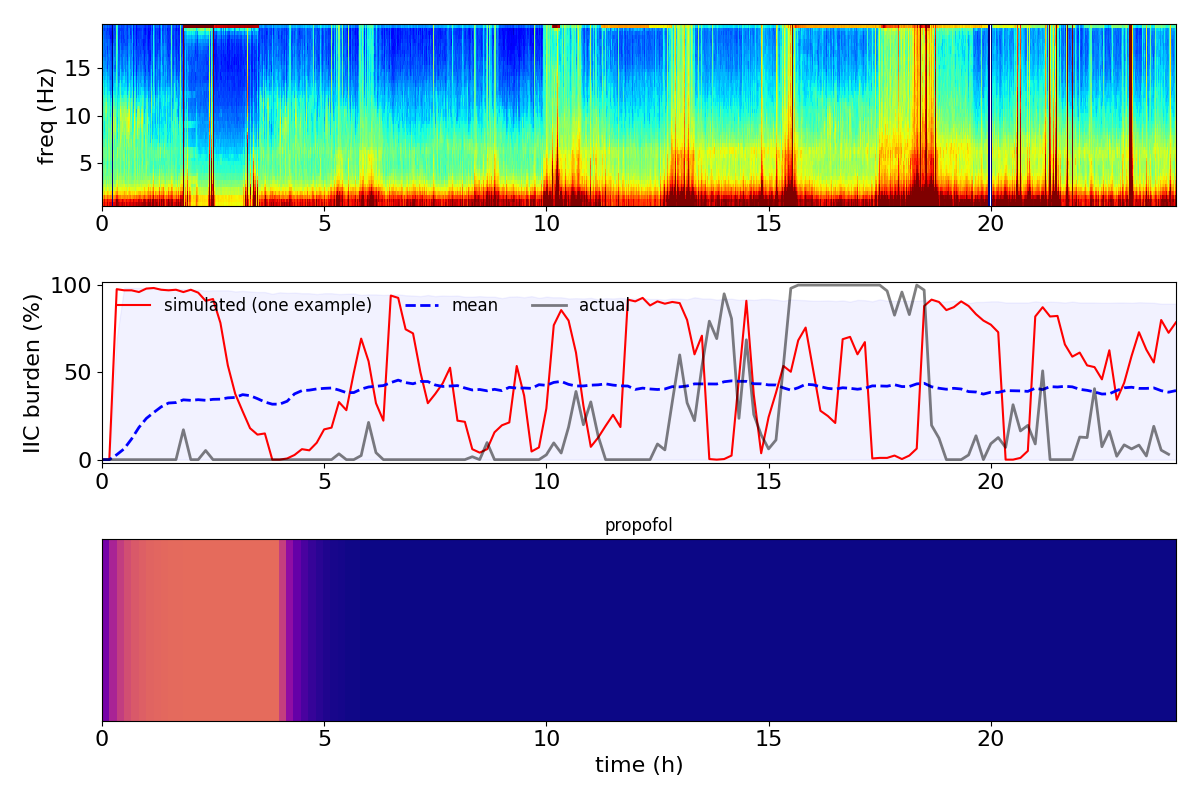 freq (Hz)
15
10
5
0 5 10 15 20
IIC burden (%)
100
50
0
simulated (one example) mean actual
0 5 10 15 20
propofol
0 5 10 15 20
time (h)